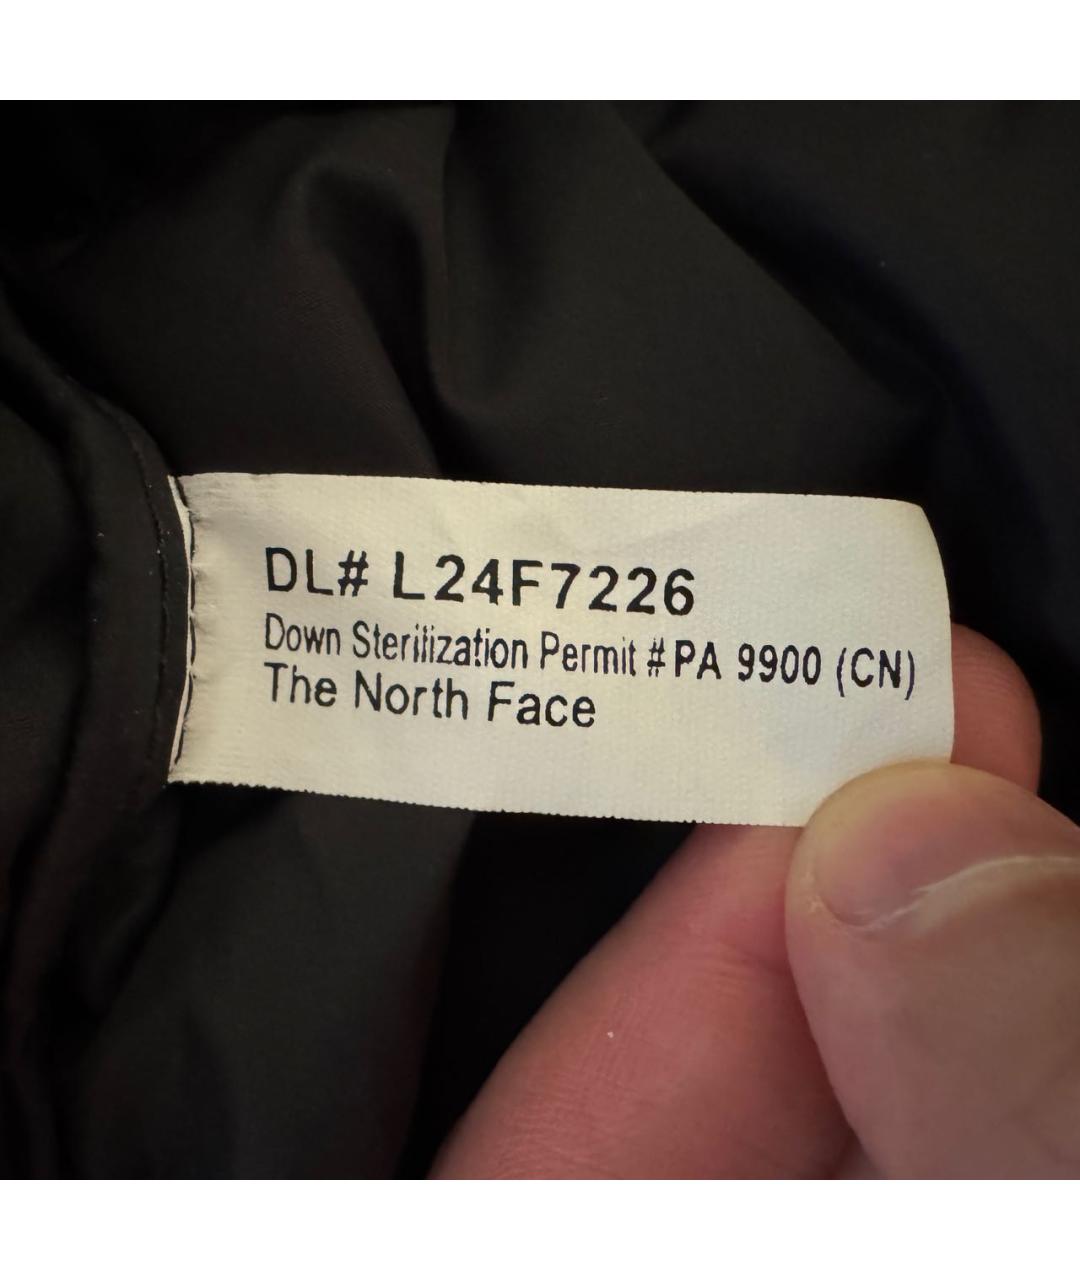 DL# L24F7226
Down Sterilization Permit # PA 9900 (CN)
The North Face